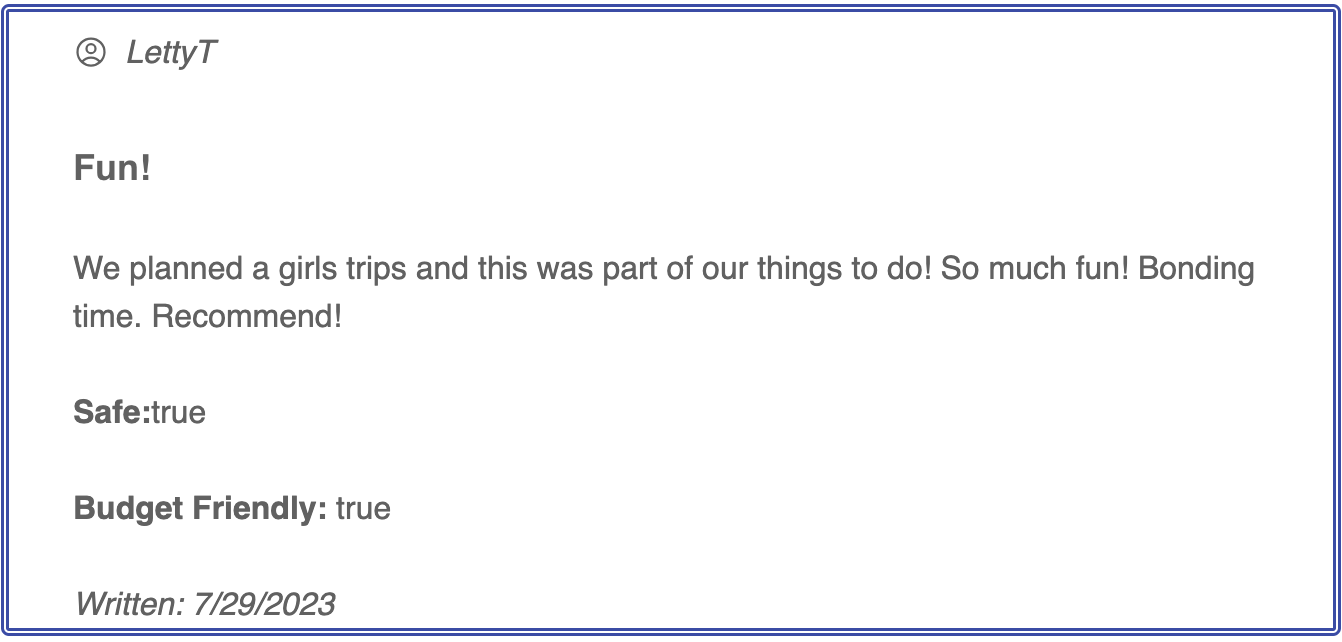 LettyT
Fun!
We planned a girls trips and this was part of our things to do! So much fun! Bonding
time. Recommend!
Safe:true
Budget Friendly: true
Written: 7/29/2023